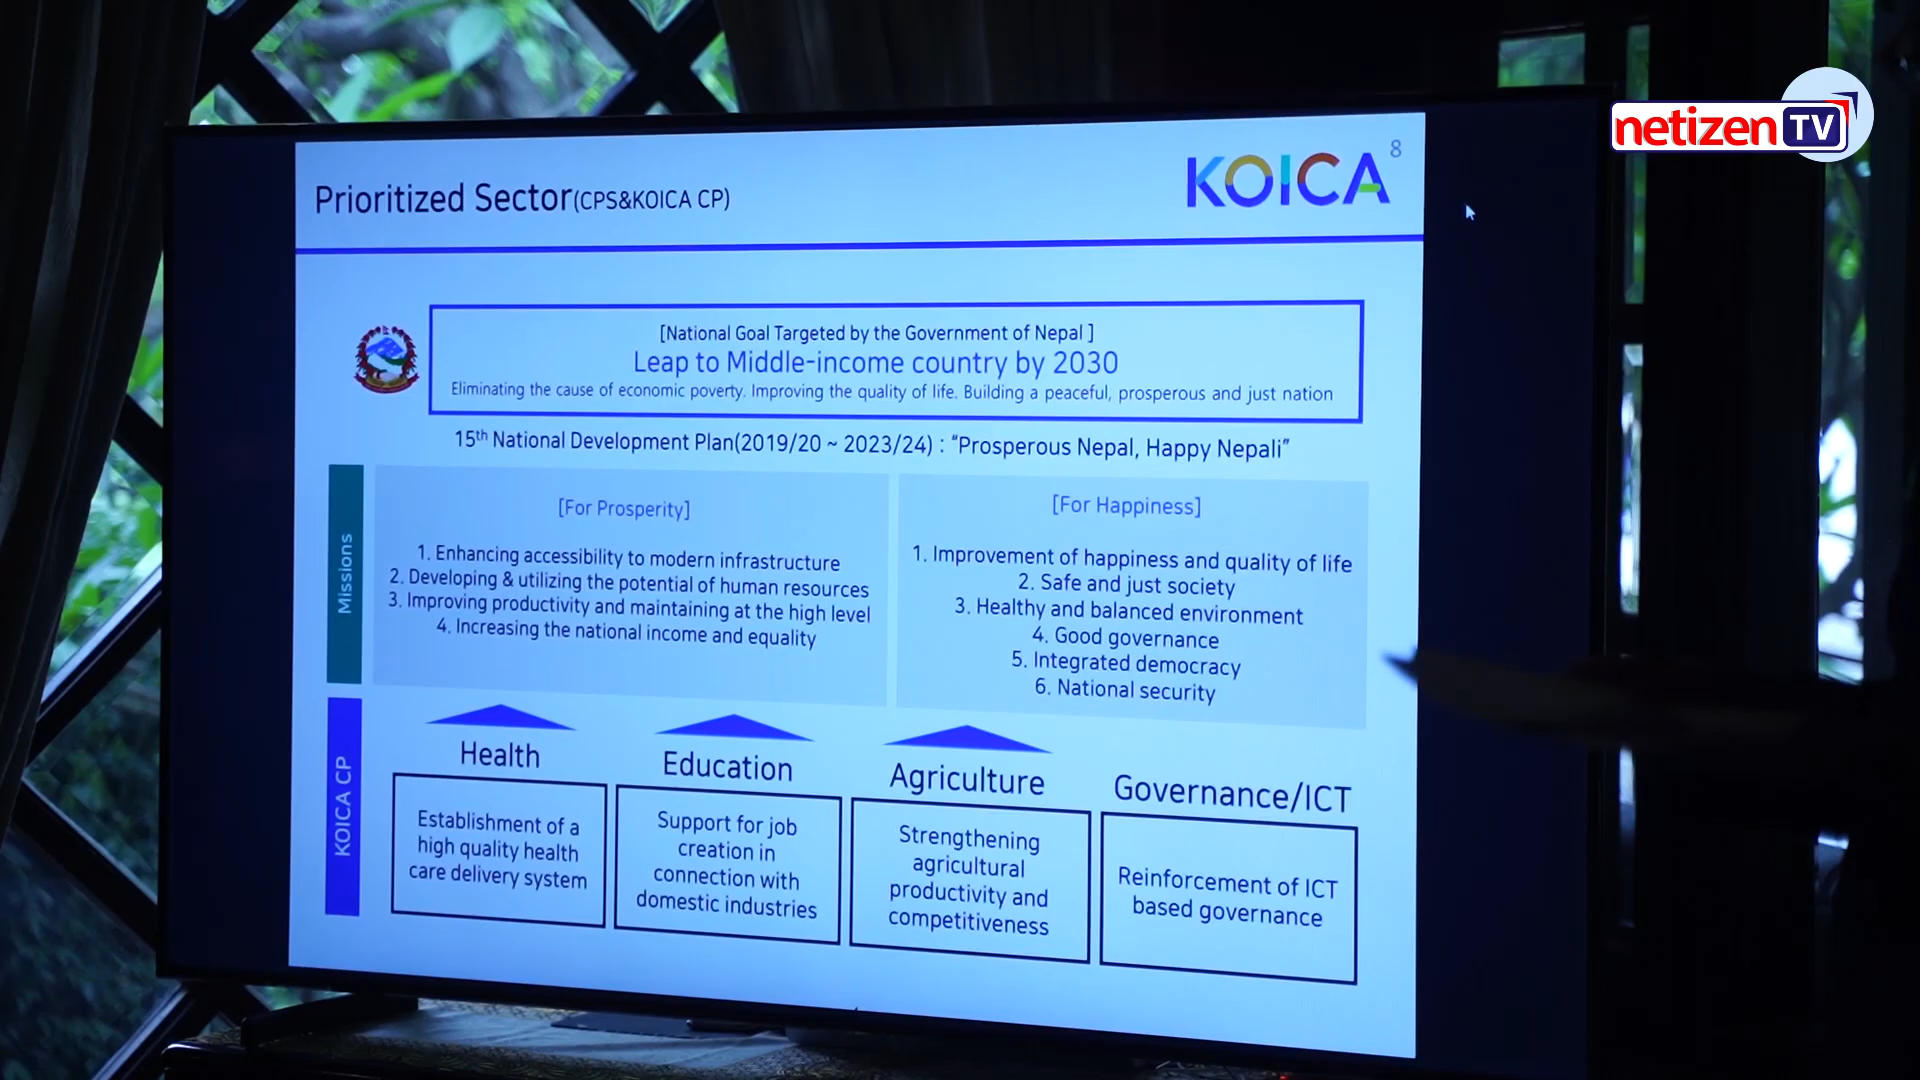 netizen TV
8
KOICA
Prioritized Sector(CPS&KOICA CP)
[National Goal Targeted by the Government of Nepal ]
Leap to Middle-income country by 2030
Eliminating the cause of economic poverty. Improving the quality of life. Building a peaceful, prosperous and just nation
15th National Development Plan(2019/20 ~ 2023/24) : “Prosperous Nepal, Happy Nepali”
Missions
[For Prosperity]
1. Enhancing accessibility to modern infrastructure
2. Developing & utilizing the potential of human resources
3. Improving productivity and maintaining at the high level
4. Increasing the national income and equality
[For Happiness]
1. Improvement of happiness and quality of life
2. Safe and just society
3. Healthy and balanced environment
4. Good governance
5. Integrated democracy
6. National security
KOICA CP
Health
Establishment of a
high quality health
care delivery system
Education
Support for job
creation in
connection with
domestic industries
Agriculture
Strengthening
agricultural
productivity and
competitiveness
Governance/ICT
Reinforcement of ICT
based governance